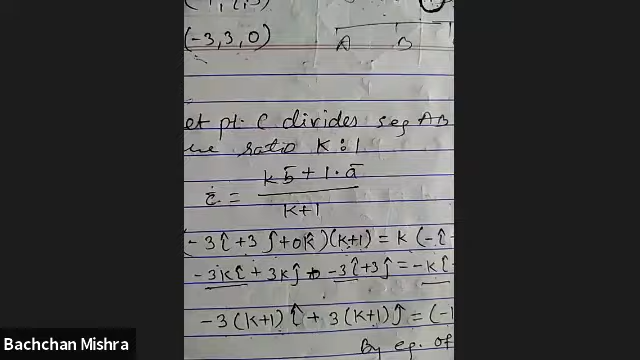 (-3, 3, 0)
A B
et pt. C divides seg AB
ratio K : 1
c̄ = (k b̄ + 1 · ā) / (k+1)
-3î + 3ĵ + 0k̂)(k+1) = k(-î
-3kî + 3kĵ + -3î + 3ĵ = -kî
-3(k+1)î + 3(k+1)ĵ = (-
By eq. of
Bachchan Mishra